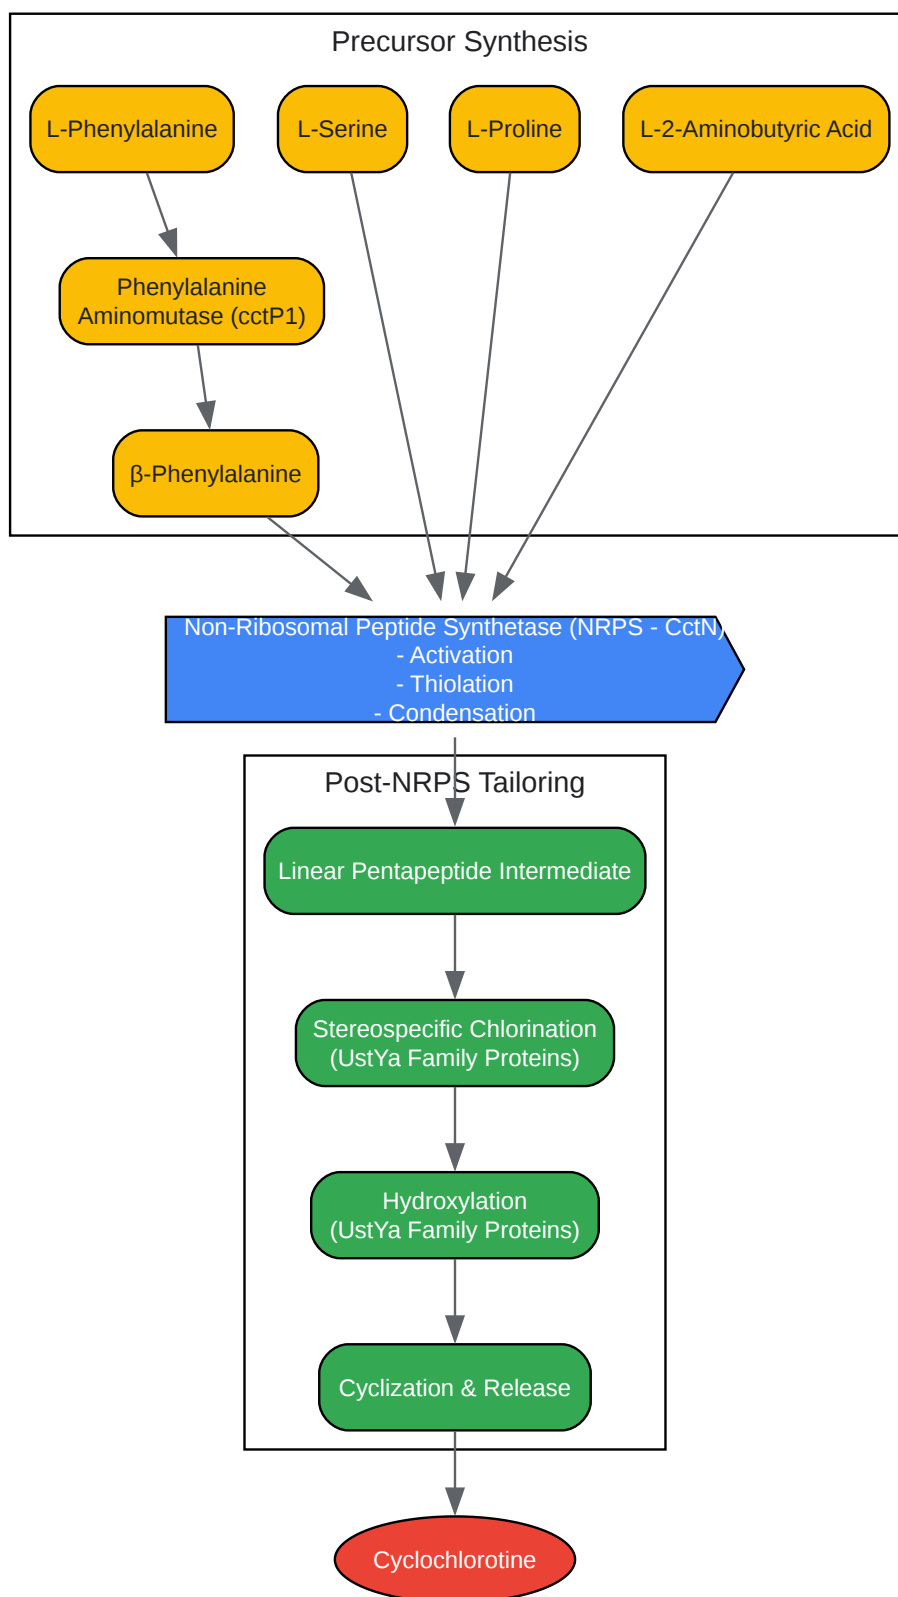 Precursor Synthesis
L-Phenylalanine
L-Serine
L-Proline
L-2-Aminobutyric Acid
Phenylalanine
Aminomutase (cctP1)
β-Phenylalanine
Non-Ribosomal Peptide Synthetase (NRPS - CctN)
- Activation
- Thiolation
- Condensation
Post-NRPS Tailoring
Linear Pentapeptide Intermediate
Stereospecific Chlorination
(UstYa Family Proteins)
Hydroxylation
(UstYa Family Proteins)
Cyclization & Release
Cyclochlorotine